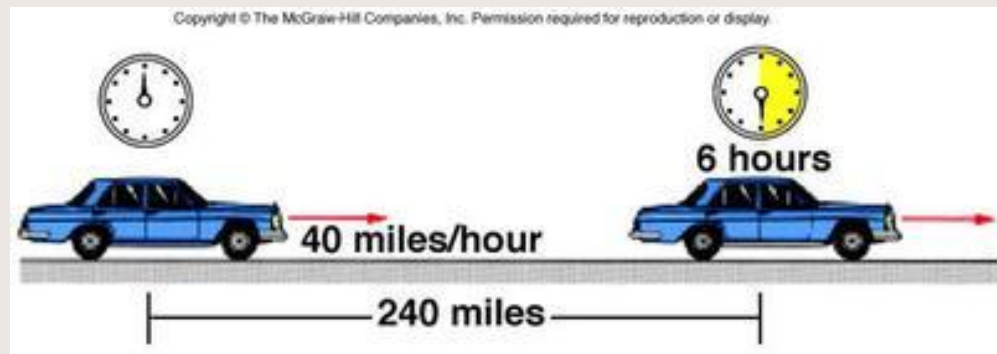 Copyright © The McGraw-Hill Companies, Inc. Permission required for reproduction or display.
6 hours
40 miles/hour
240 miles